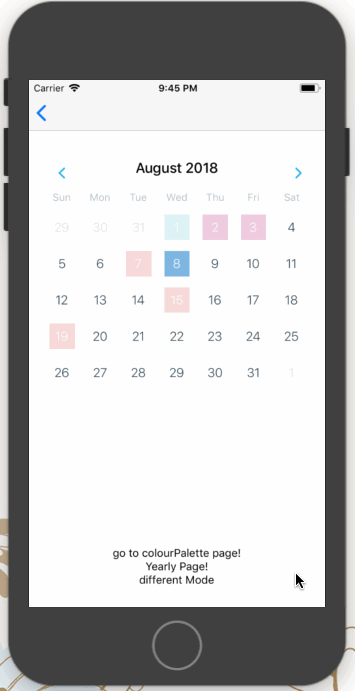 Carrier 9:45 PM
August 2018
Sun Mon Tue Wed Thu Fri Sat
29 30 31 1 2 3 4
5 6 7 8 9 10 11
12 13 14 15 16 17 18
19 20 21 22 23 24 25
26 27 28 29 30 31 1
go to colourPalette page!
Yearly Page!
different Mode